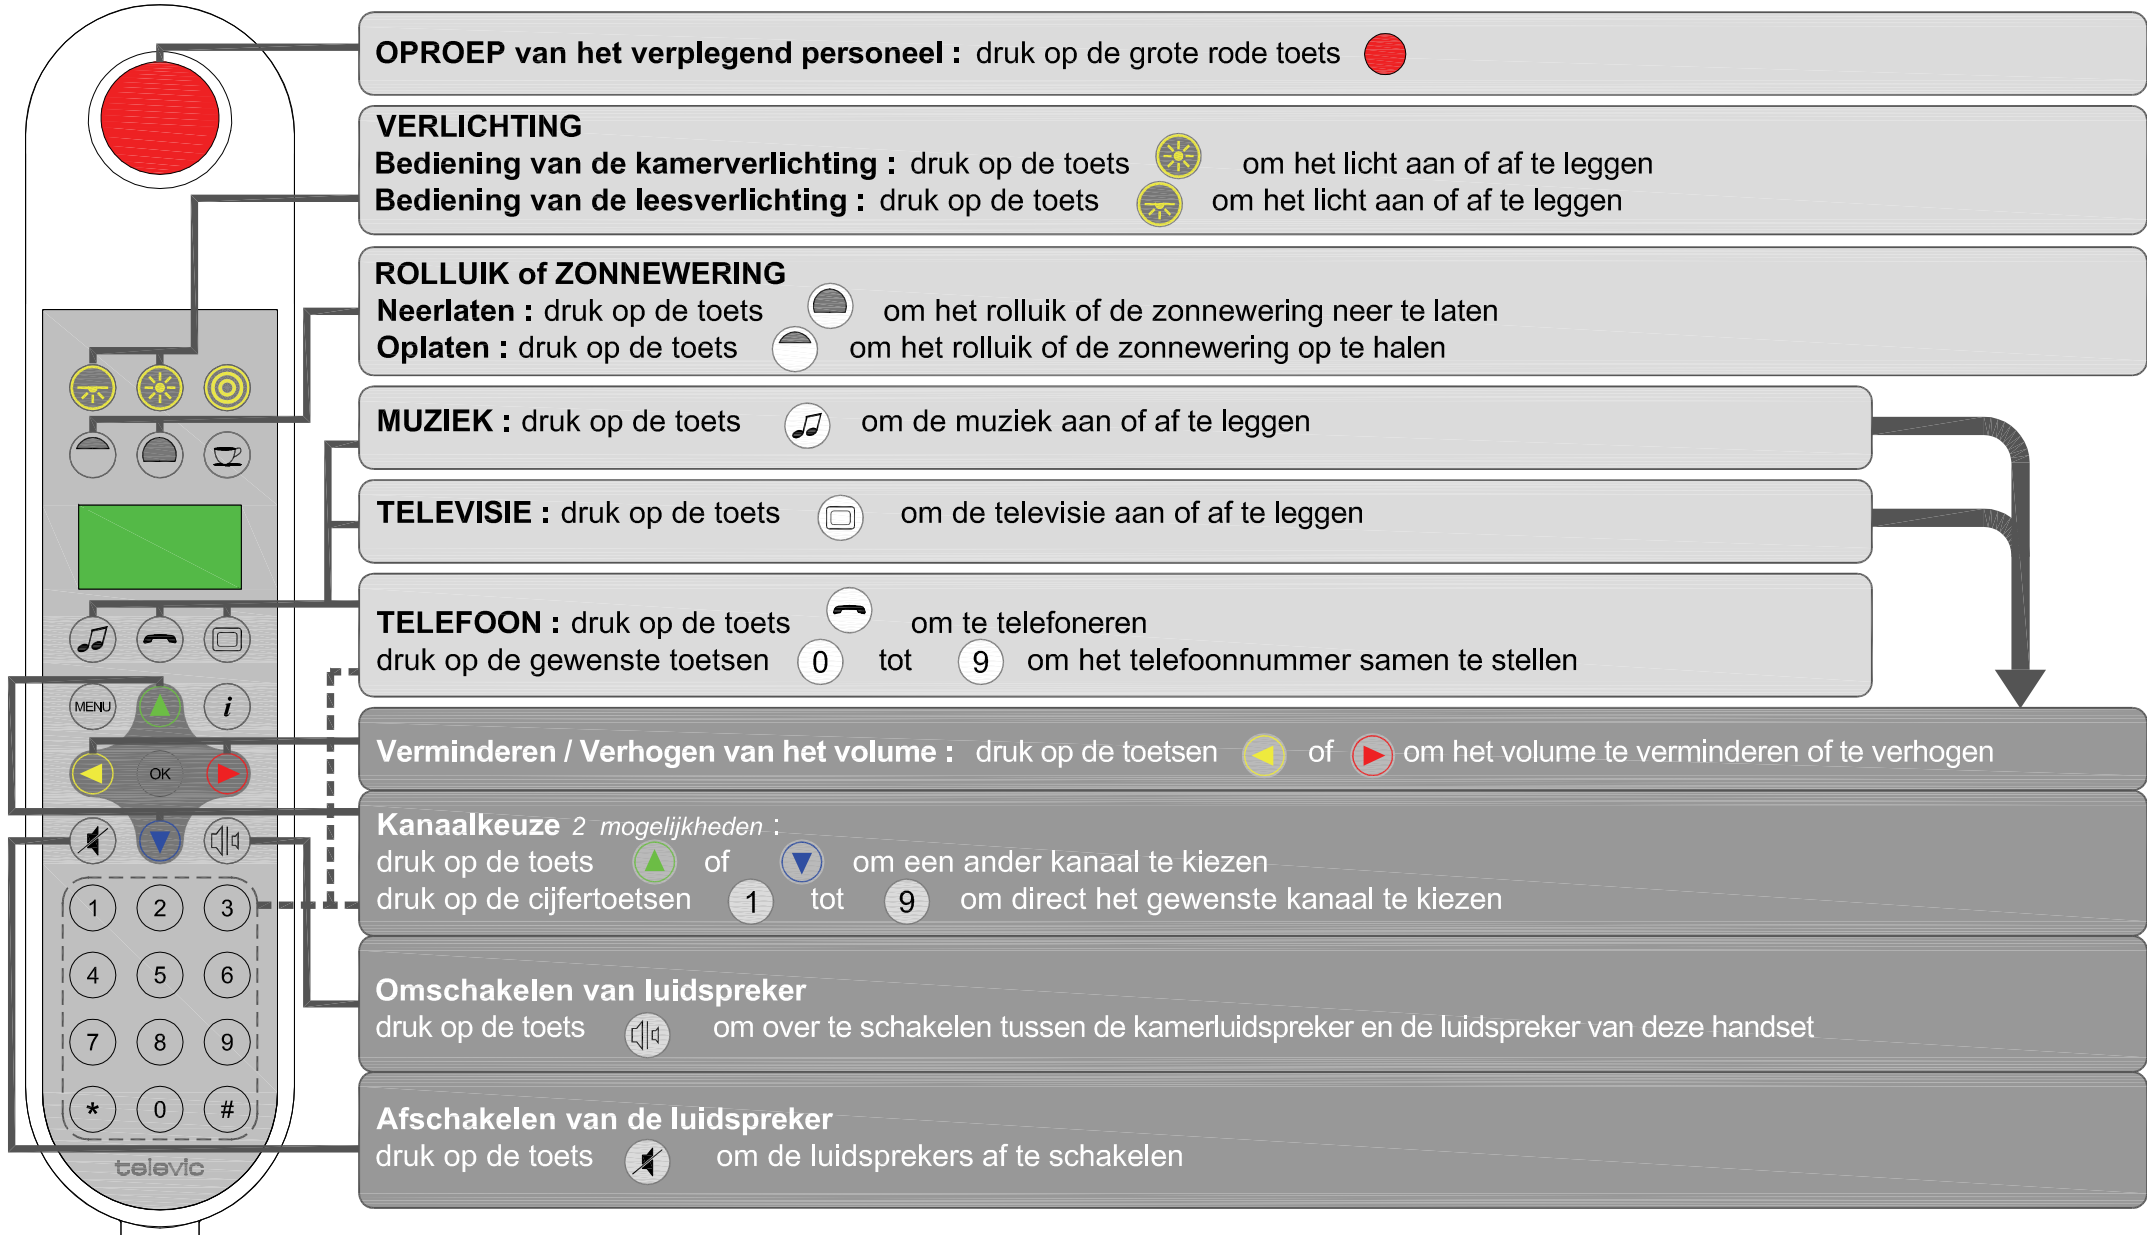 OPROEP van het verplegend personeel : druk op de grote rode toets
VERLICHTING
Bediening van de kamerverlichting : druk op de toets om het licht aan of af te leggen
Bediening van de leesverlichting : druk op de toets om het licht aan of af te leggen
ROLLUIK of ZONNEWERING
Neerlaten : druk op de toets om het rolluik of de zonnewering neer te laten
Oplaten : druk op de toets om het rolluik of de zonnewering op te halen
MUZIEK : druk op de toets om de muziek aan of af te leggen
TELEVISIE : druk op de toets om de televisie aan of af te leggen
TELEFOON : druk op de toets om te telefoneren
druk op de gewenste toetsen 0 tot 9 om het telefoonnummer samen te stellen
Verminderen / Verhogen van het volume : druk op de toetsen of om het volume te verminderen of te verhogen
Kanaalkeuze 2 mogelijkheden :
druk op de toets of om een ander kanaal te kiezen
druk op de cijfertoetsen 1 tot 9 om direct het gewenste kanaal te kiezen
Omschakelen van luidspreker
druk op de toets om over te schakelen tussen de kamerluidspreker en de luidspreker van deze handset
Afschakelen van de luidspreker
druk op de toets om de luidsprekers af te schakelen
MENU i
OK
1 2 3
4 5 6
7 8 9
* 0 #
televic